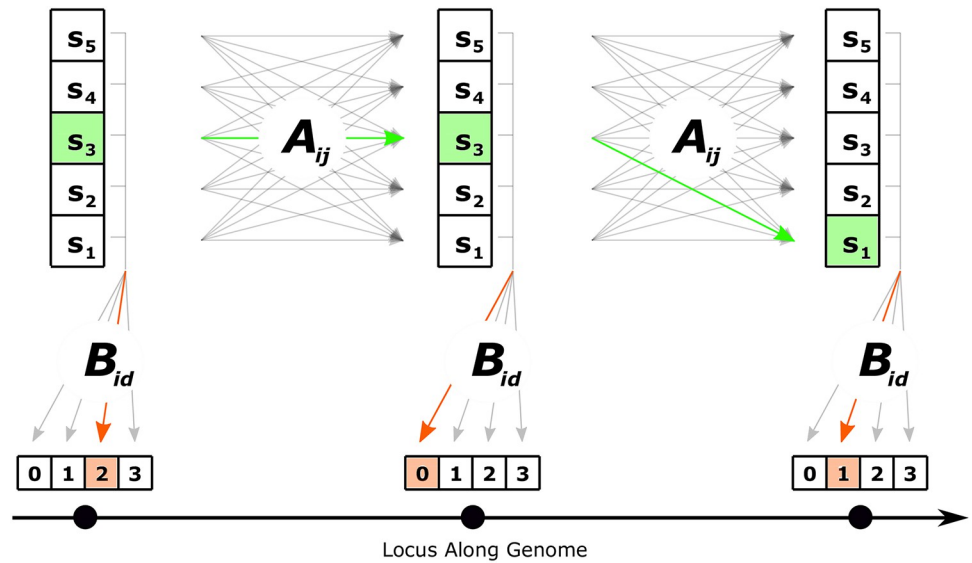 s5 s5 s5
s4 s4 s4
s3 Aij s3 Aij s3
s2 s2 s2
s1 s1 s1
Bid Bid Bid
0 1 2 3 0 1 2 3 0 1 2 3
Locus Along Genome